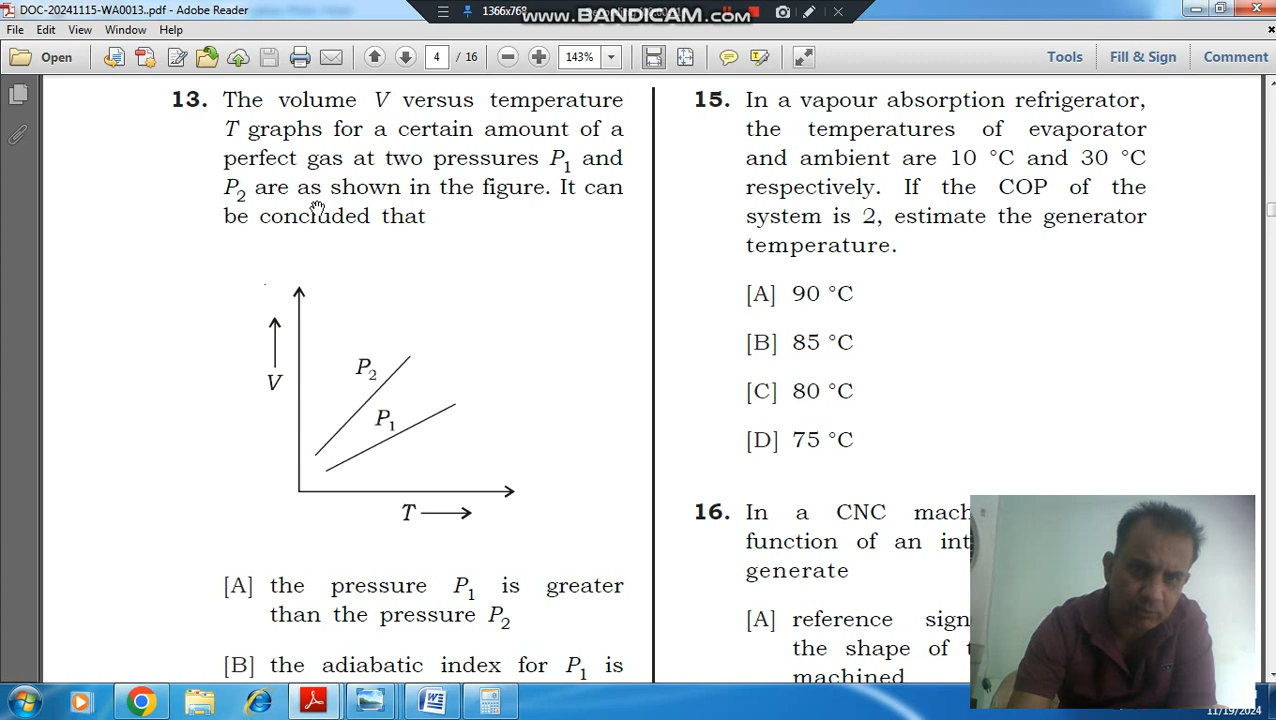 DOC-20241115-WA0013..pdf - Adobe Reader
1366x768
www.BANDICAM.com
File Edit View Window Help
Open
4 / 16
143%
Tools Fill & Sign Comment
13. The volume V versus temperature
T graphs for a certain amount of a
perfect gas at two pressures P1 and
P2 are as shown in the figure. It can
be concluded that
V
P2
P1
T
[A] the pressure P1 is greater
than the pressure P2
[B] the adiabatic index for P1 is
15. In a vapour absorption refrigerator,
the temperatures of evaporator
and ambient are 10 °C and 30 °C
respectively. If the COP of the
system is 2, estimate the generator
temperature.
[A] 90 °C
[B] 85 °C
[C] 80 °C
[D] 75 °C
16. In a CNC mach
function of an int
generate
[A] reference sign
the shape of t
machined
11/19/2024